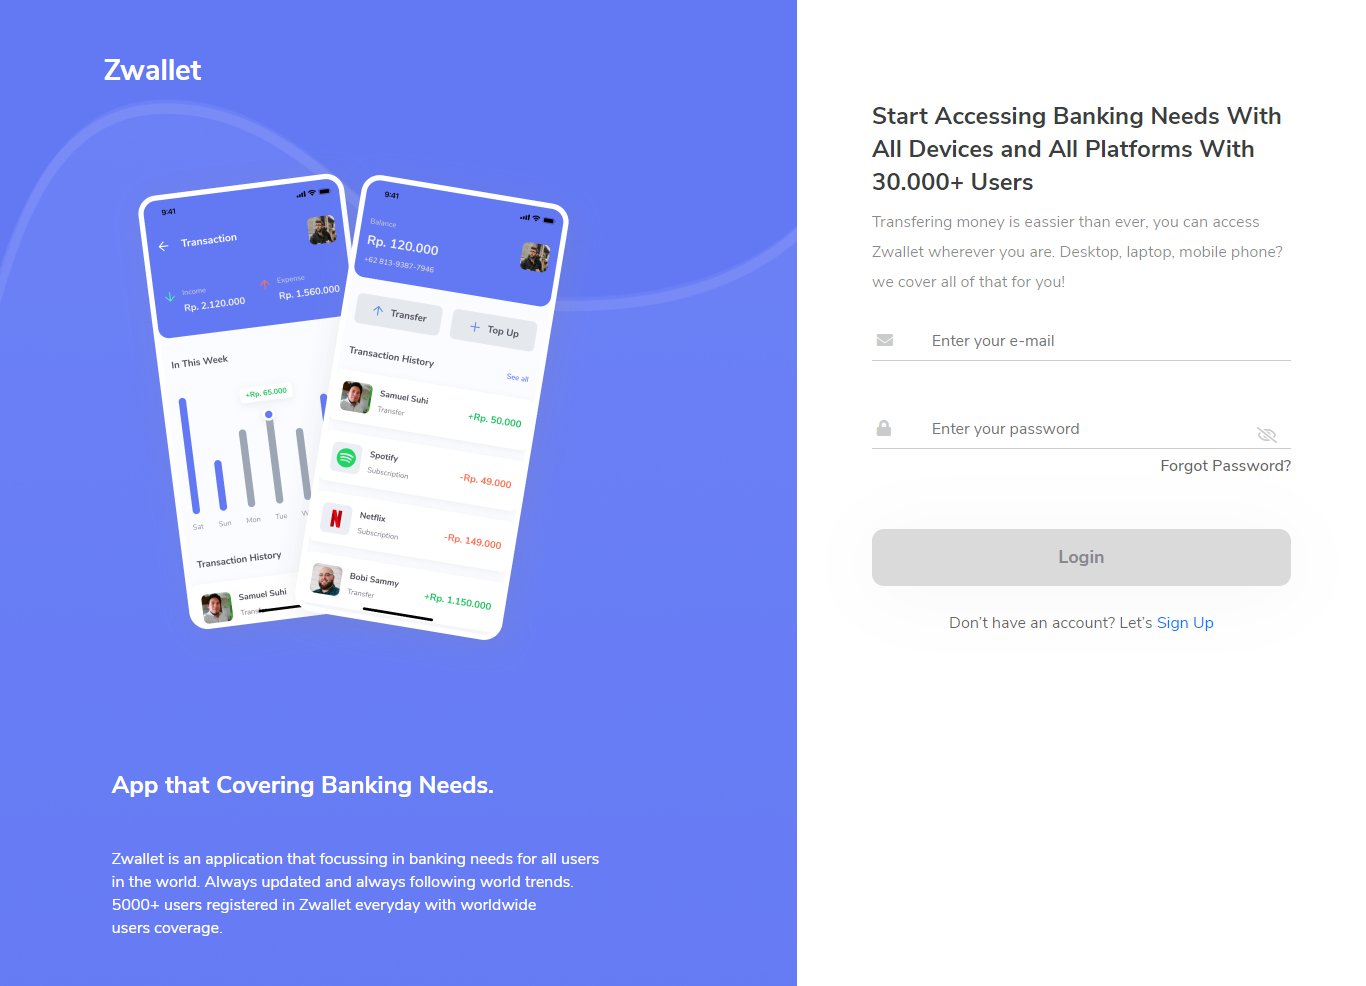 Zwallet
9:41
Transaction
Income
Rp. 2.120.000
Expense
Rp. 1.560.000
In This Week
+Rp. 65.000
Sat
Sun
Mon
Tue
Transaction History
Samuel Suhi
9:41
Balance
Rp. 120.000
+62 813-9387-7946
Transfer
Top Up
Transaction History
See all
Samuel Suhi
Transfer
+Rp. 50.000
Spotify
Subscription
-Rp. 49.000
Netflix
Subscription
-Rp. 149.000
Bobi Sammy
Transfer
+Rp. 1.150.000
App that Covering Banking Needs.
Zwallet is an application that focussing in banking needs for all users
in the world. Always updated and always following world trends.
5000+ users registered in Zwallet everyday with worldwide
users coverage.
Start Accessing Banking Needs With
All Devices and All Platforms With
30.000+ Users
Transfering money is eassier than ever, you can access
Zwallet wherever you are. Desktop, laptop, mobile phone?
we cover all of that for you!
Enter your e-mail
Enter your password
Forgot Password?
Login
Don't have an account? Let's Sign Up